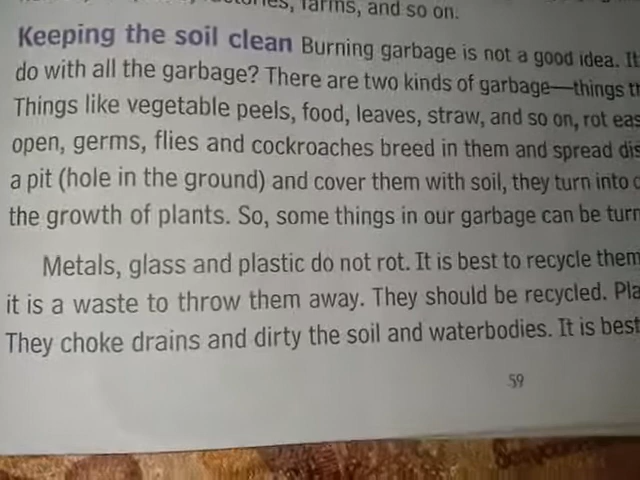 farms, and so on.
Keeping the soil clean Burning garbage is not a good idea. It
do with all the garbage? There are two kinds of garbage—things
Things like vegetable peels, food, leaves, straw, and so on, rot
open, germs, flies and cockroaches breed in them and spread
a pit (hole in the ground) and cover them with soil, they turn into
the growth of plants. So, some things in our garbage can be
Metals, glass and plastic do not rot. It is best to recycle them
it is a waste to throw them away. They should be recycled.
They choke drains and dirty the soil and waterbodies. It is best
59